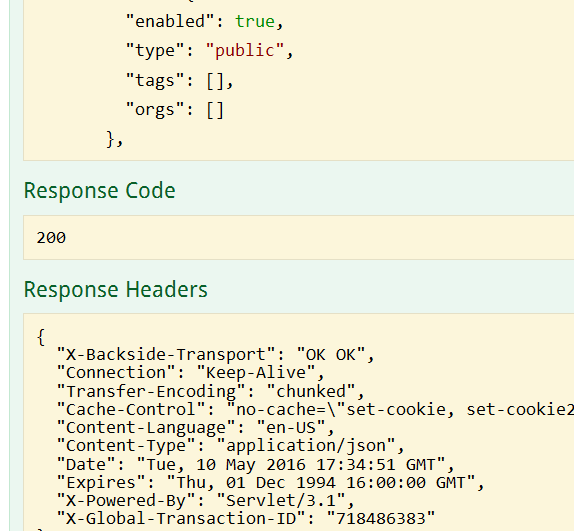 "enabled": true,
"type": "public",
"tags": [],
"orgs": []
},
Response Code
200
Response Headers
{
"X-Backside-Transport": "OK OK",
"Connection": "Keep-Alive",
"Transfer-Encoding": "chunked",
"Cache-Control": "no-cache=\"set-cookie, set-cookie2
"Content-Language": "en-US",
"Content-Type": "application/json",
"Date": "Tue, 10 May 2016 17:34:51 GMT",
"Expires": "Thu, 01 Dec 1994 16:00:00 GMT",
"X-Powered-By": "Servlet/3.1",
"X-Global-Transaction-ID": "718486383"